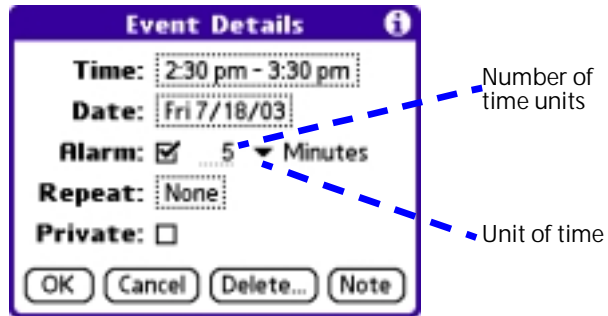 Event Details i
Time: 2:30 pm - 3:30 pm
Date: Fri 7/18/03
Alarm: 5 Minutes
Repeat: None
Private:
OK Cancel Delete... Note
Number of
time units
Unit of time